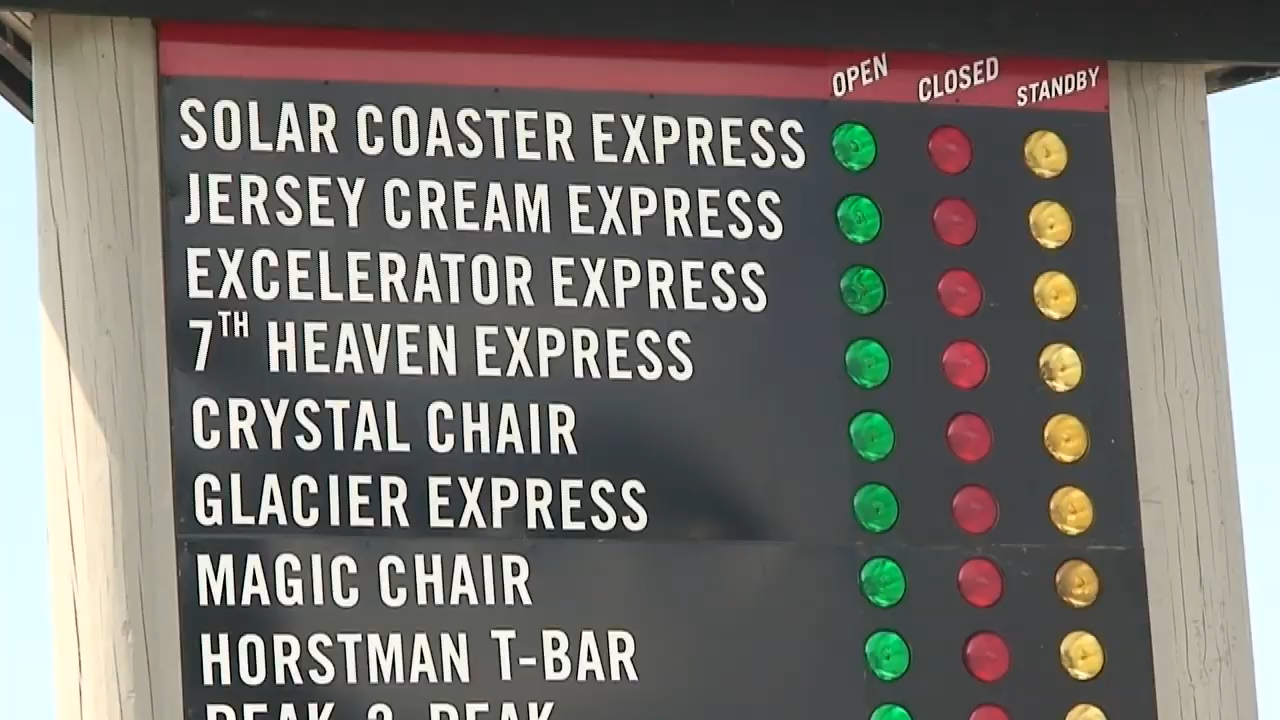 OPEN CLOSED STANDBY
SOLAR COASTER EXPRESS
JERSEY CREAM EXPRESS
EXCELERATOR EXPRESS
7TH HEAVEN EXPRESS
CRYSTAL CHAIR
GLACIER EXPRESS
MAGIC CHAIR
HORSTMAN T-BAR
PEAK 2 PEAK